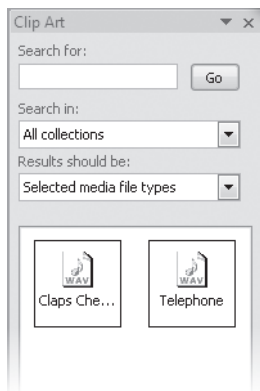 Clip Art
Search for:
Go
Search in:
All collections
Results should be:
Selected media file types
WAV WAV
Claps Che... Telephone